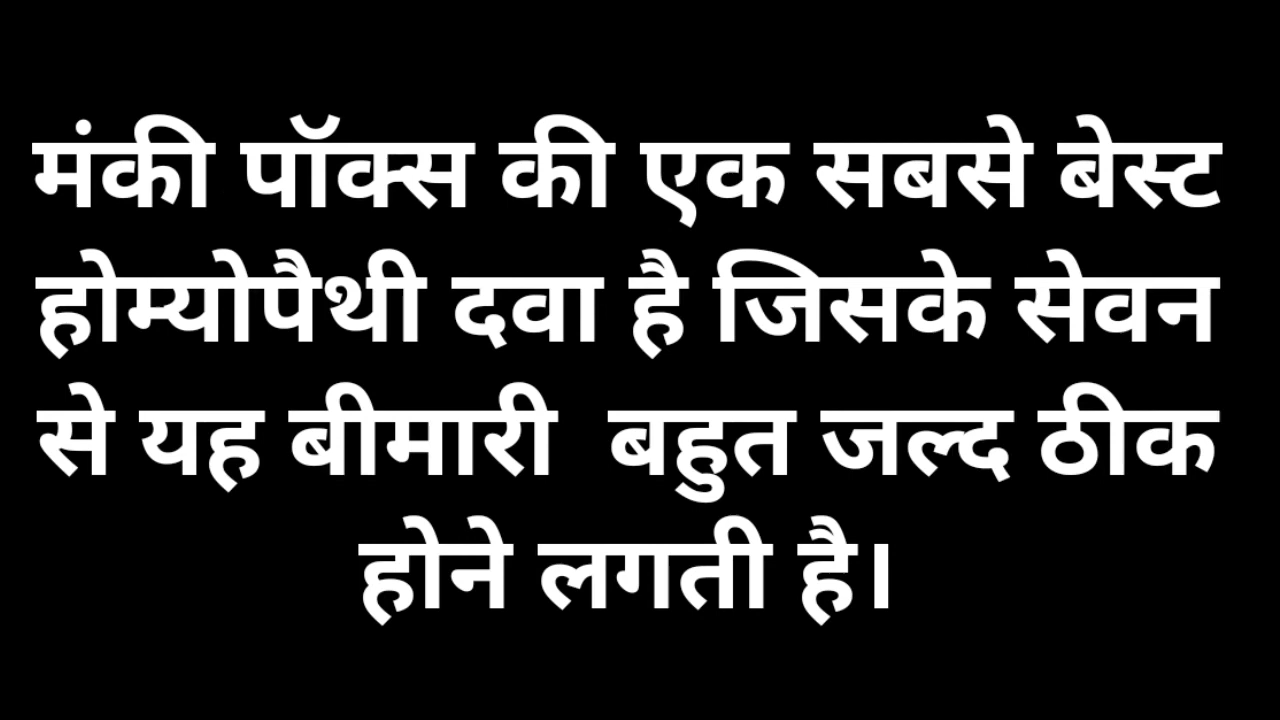 मंकी पॉक्स की एक सबसे बेस्ट
होम्योपैथी दवा है जिसके सेवन
से यह बीमारी बहुत जल्द ठीक
होने लगती है।